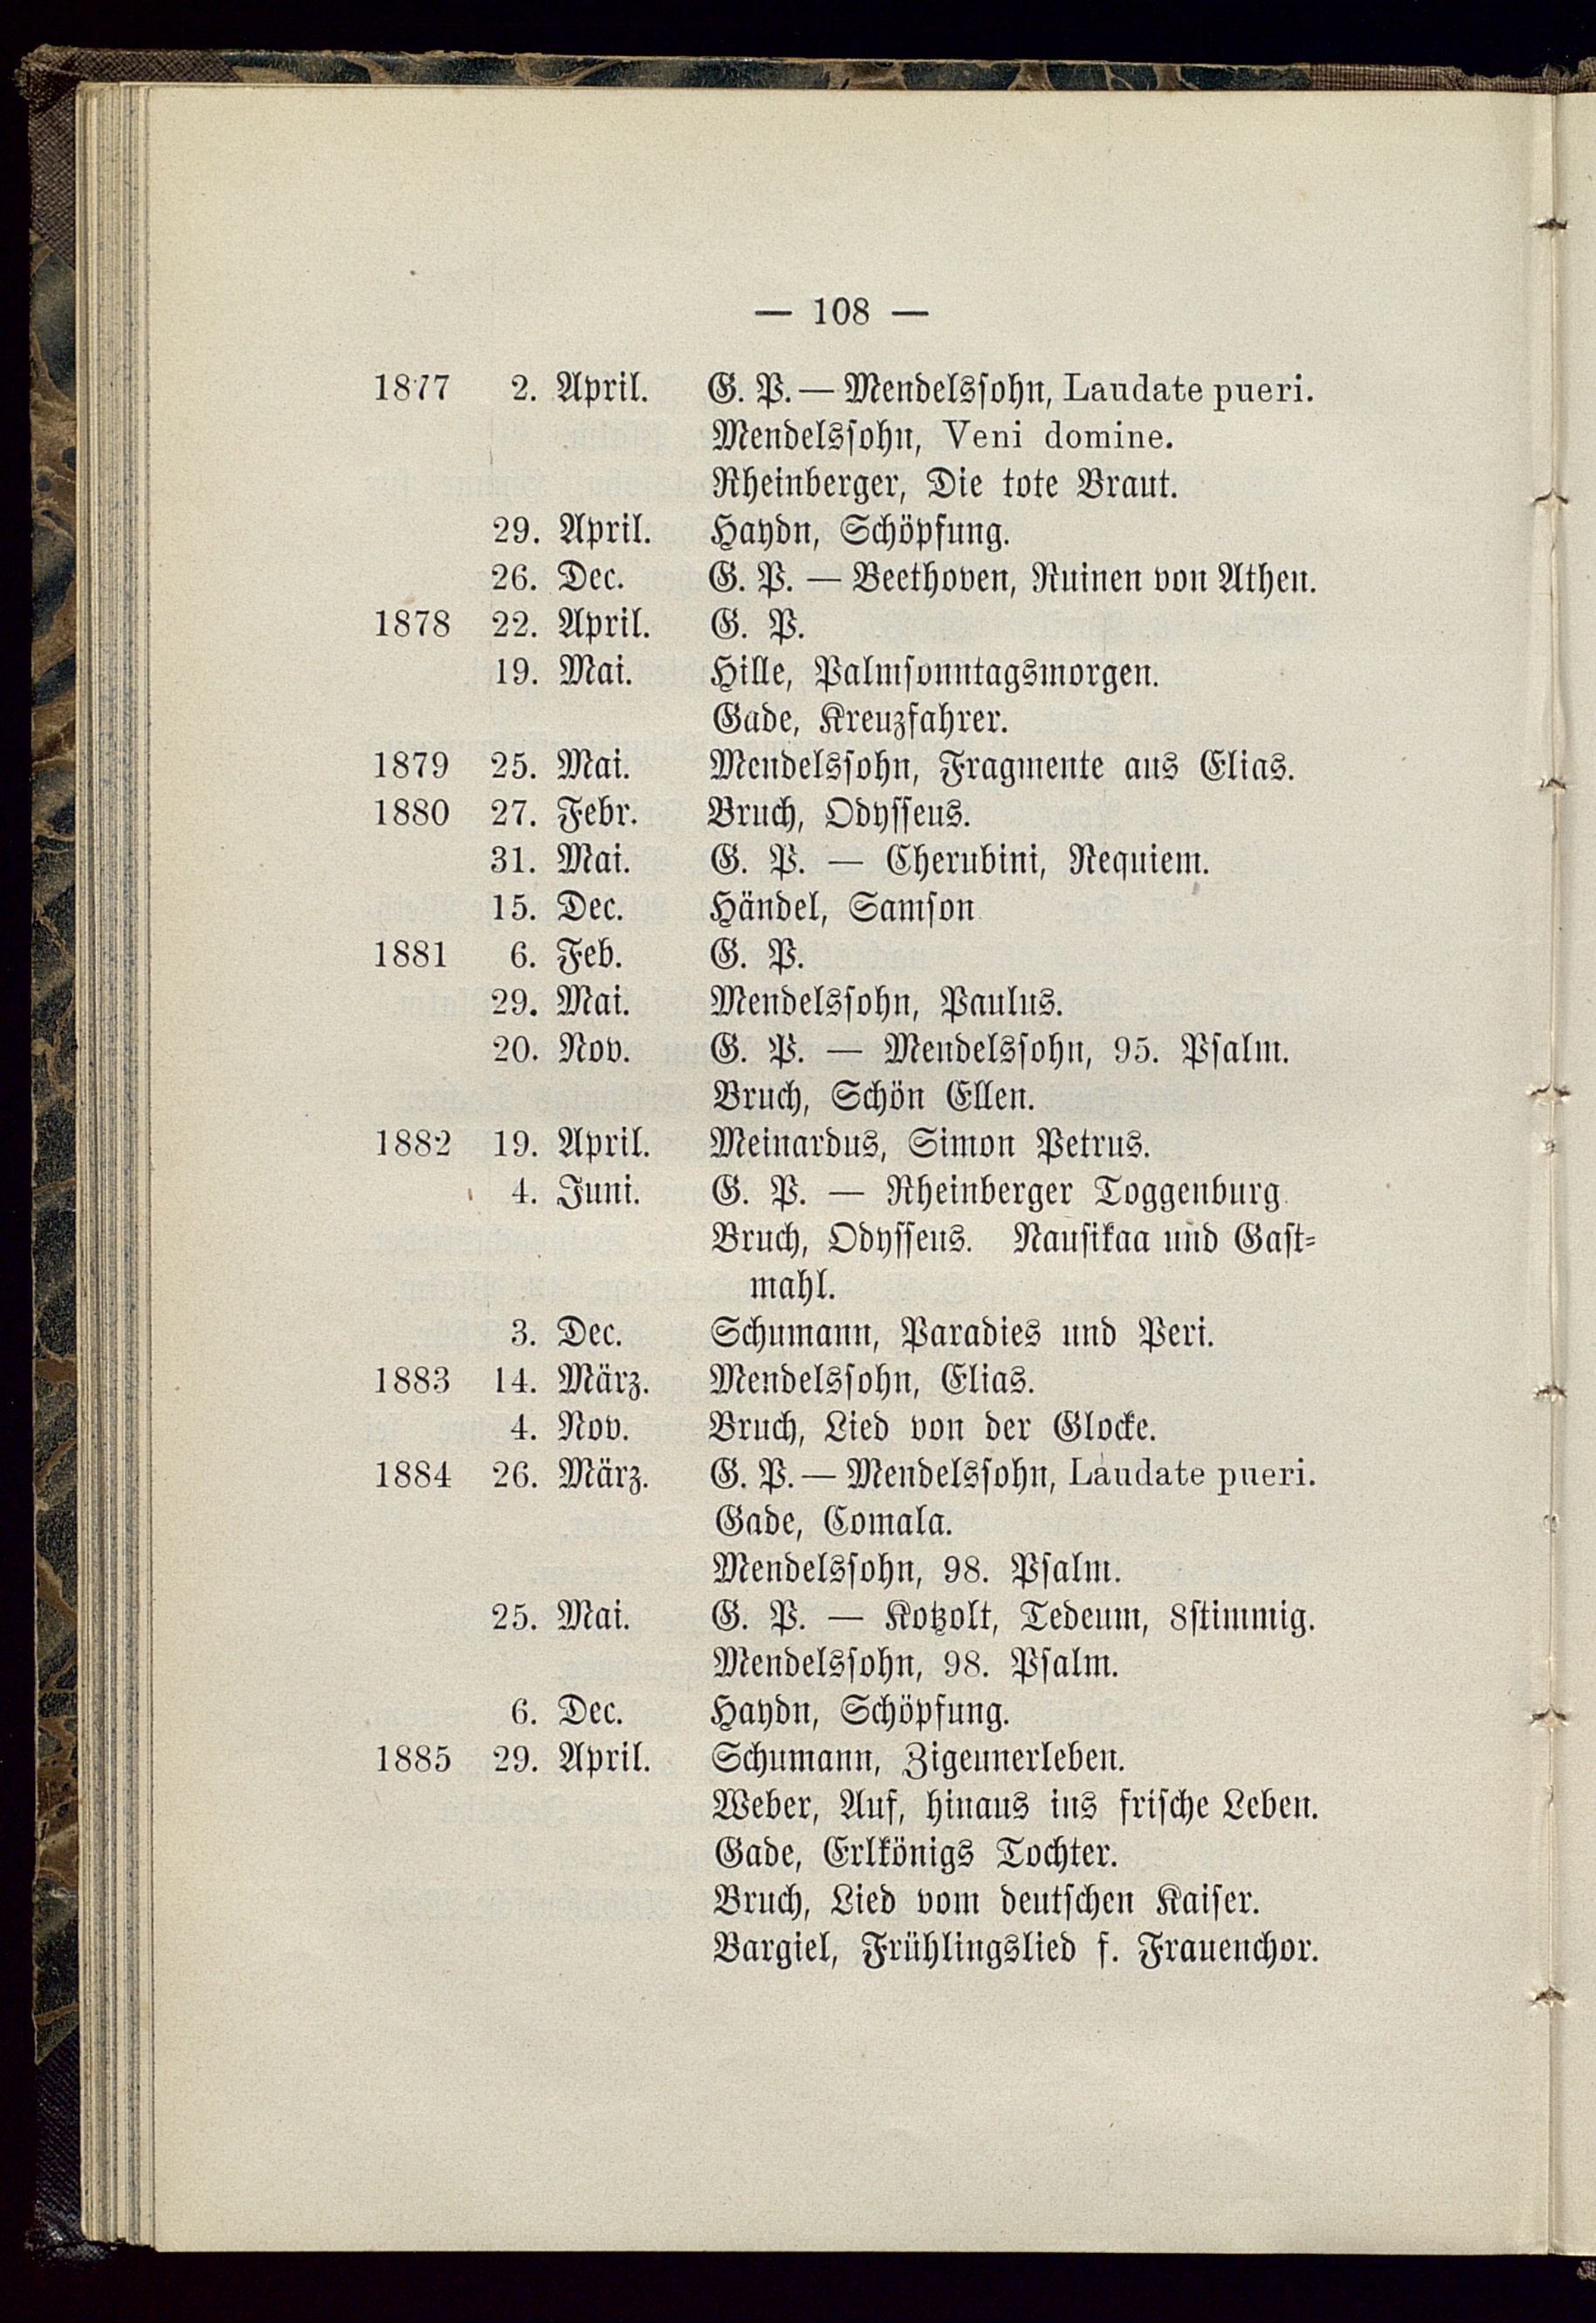 — 108 —
1877 2. April. G. P. — Mendelssohn, Laudate pueri.
Mendelssohn, Veni domine.
Rheinberger, Die tote Braut.
29. April. Haydn, Schöpfung.
26. Dec. G. P. — Beethoven, Ruinen von Athen.
1878 22. April. G. P.
19. Mai. Hille, Palmsonntagsmorgen.
Gade, Kreuzfahrer.
1879 25. Mai. Mendelssohn, Fragmente aus Elias.
1880 27. Febr. Bruch, Odysseus.
31. Mai. G. P. — Cherubini, Requiem.
15. Dec. Händel, Samson
1881 6. Feb. G. P.
29. Mai. Mendelssohn, Paulus.
20. Nov. G. P. — Mendelssohn, 95. Psalm.
Bruch, Schön Ellen.
1882 19. April. Meinardus, Simon Petrus.
4. Juni. G. P. — Rheinberger Toggenburg.
Bruch, Odysseus. Nausikaa und Gast-
mahl.
3. Dec. Schumann, Paradies und Peri.
1883 14. März. Mendelssohn, Elias.
4. Nov. Bruch, Lied von der Glocke.
1884 26. März. G. P. — Mendelssohn, Laudate pueri.
Gade, Comala.
Mendelssohn, 98. Psalm.
25. Mai. G. P. — Kotzolt, Tedeum, 8stimmig.
Mendelssohn, 98. Psalm.
6. Dec. Haydn, Schöpfung.
1885 29. April. Schumann, Zigeunerleben.
Weber, Auf, hinaus ins frische Leben.
Gade, Erlkönigs Tochter.
Bruch, Lied vom deutschen Kaiser.
Bargiel, Frühlingslied f. Frauenchor.